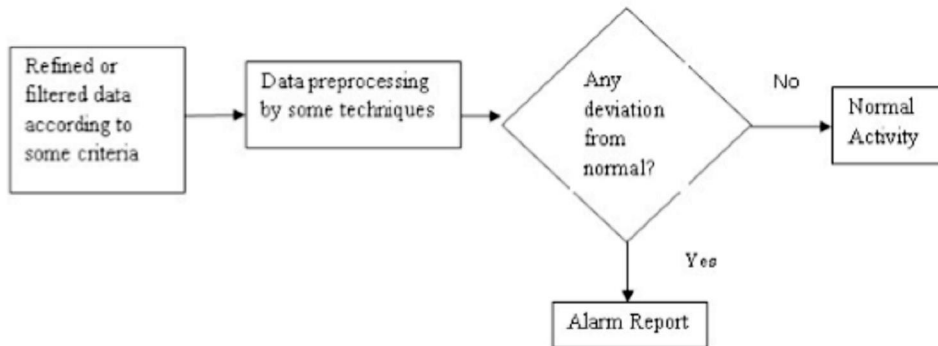 Refined or
filtered data
according to
some criteria
Data preprocessing
by some techniques
Any
deviation
from
normal?
No
Normal
Activity
Yes
Alarm Report